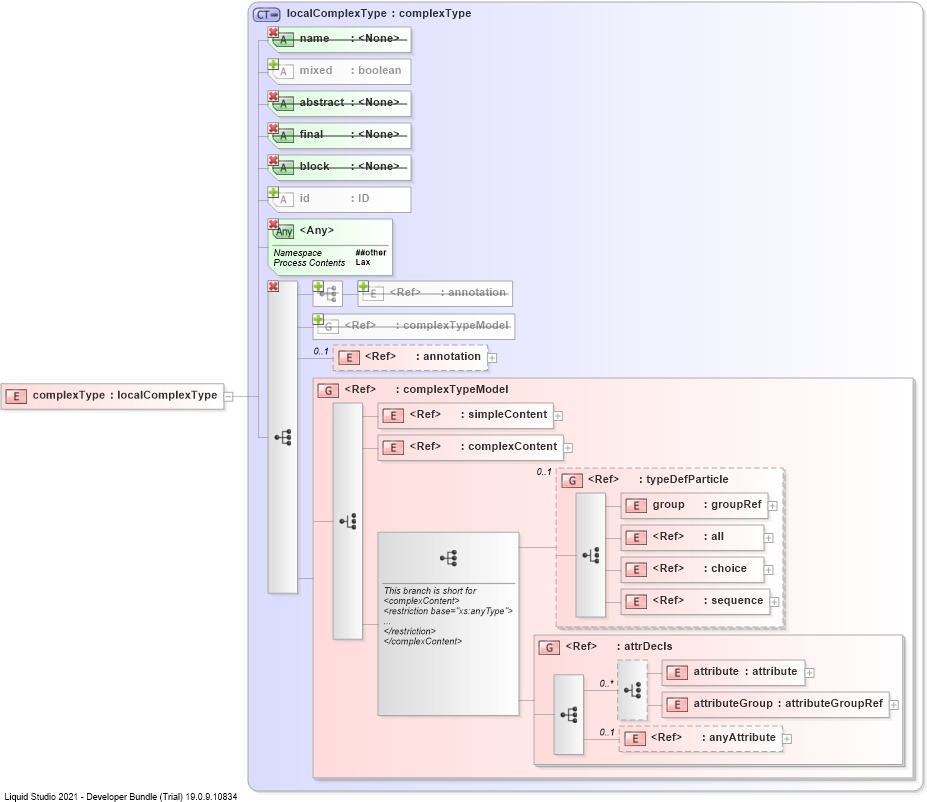 CT localComplexType : complexType
A name : <None>
A mixed : boolean
A abstract : <None>
A final : <None>
A block : <None>
A id : ID
Any <Any>
Namespace ##other
Process Contents Lax
E <Ref> : annotation
G <Ref> : complexTypeModel
0..1 E <Ref> : annotation
E complexType : localComplexType
G <Ref> : complexTypeModel
E <Ref> : simpleContent
E <Ref> : complexContent
0..1 G <Ref> : typeDefParticle
E group : groupRef
E <Ref> : all
E <Ref> : choice
E <Ref> : sequence
This branch is short for
<complexContent>
<restriction base="xs:anyType">
...
</restriction>
</complexContent>
G <Ref> : attrDecls
0..*
E attribute : attribute
E attributeGroup : attributeGroupRef
0..1 E <Ref> : anyAttribute
Liquid Studio 2021 - Developer Bundle (Trial) 19.0.9.10834